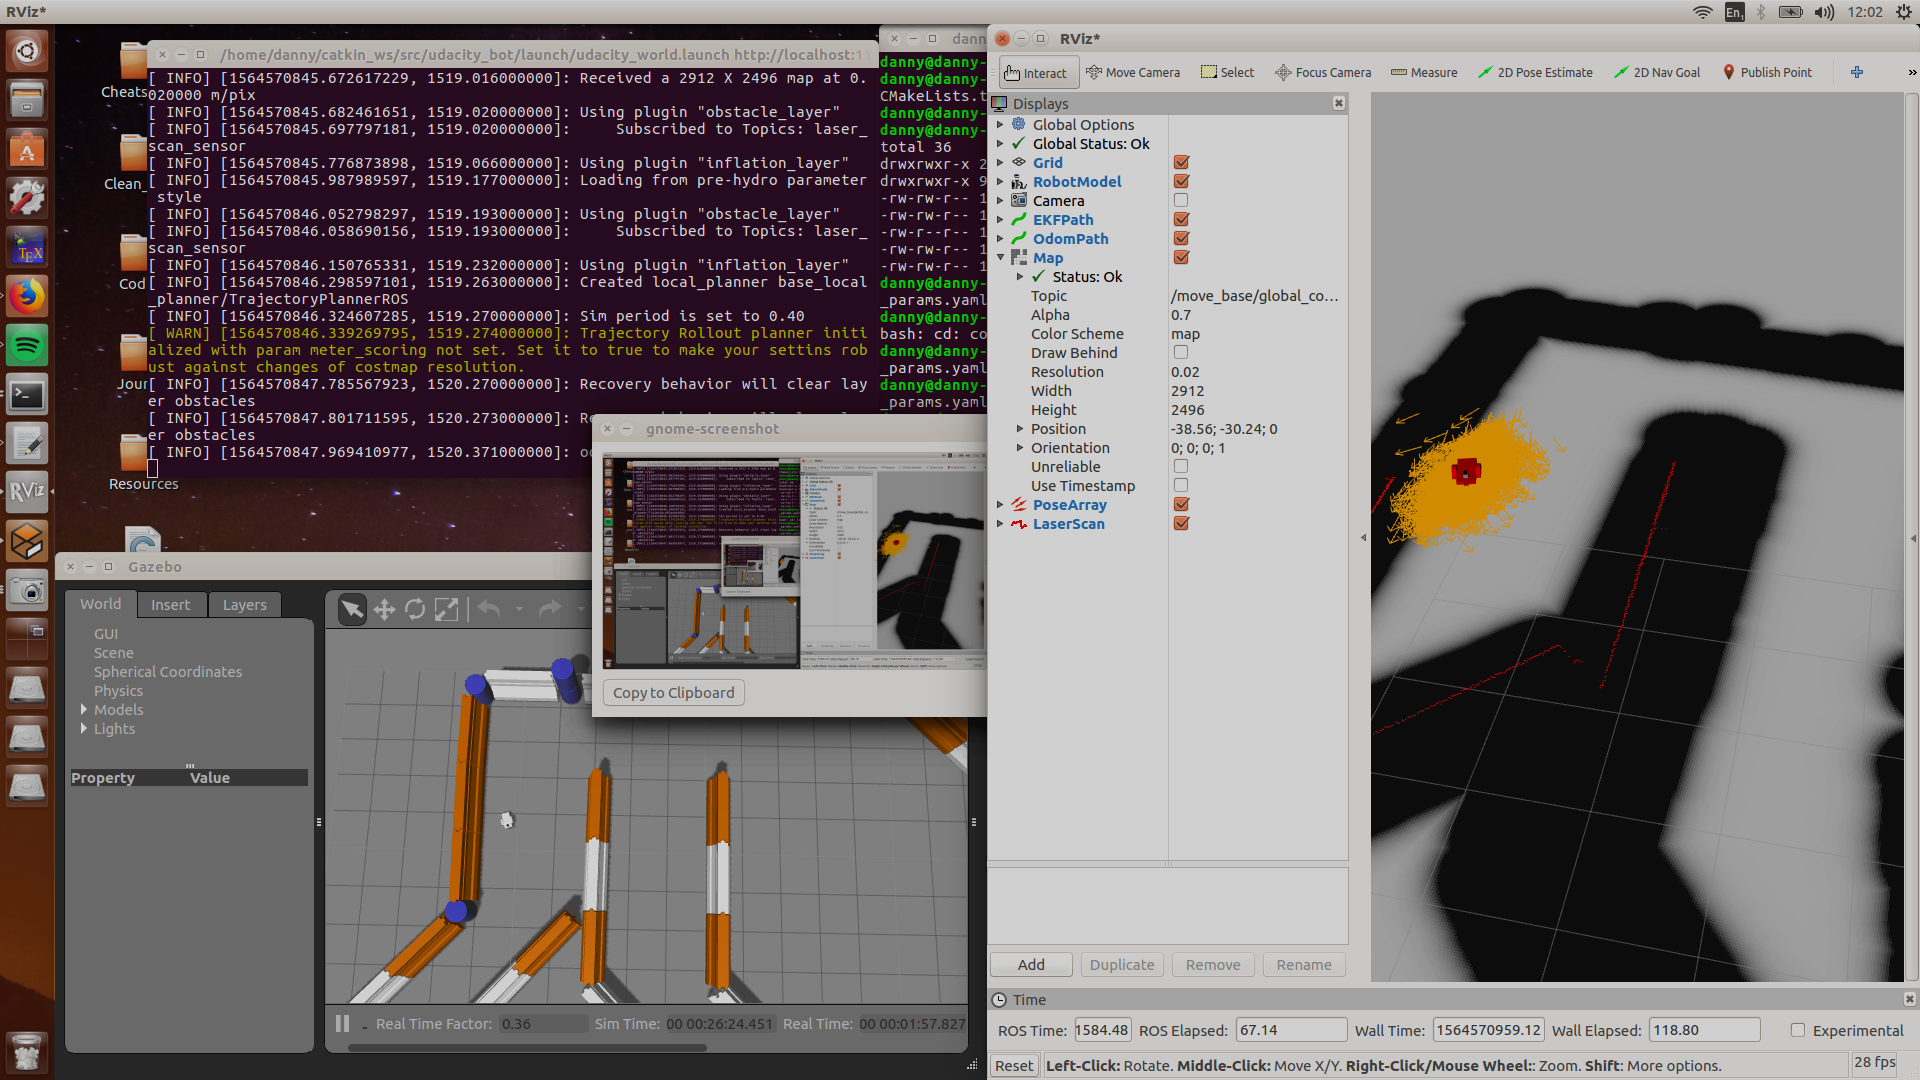 RViz*
En1
12:02
Cheats
Clean_
Cod
Jour
Resources
/home/danny/catkin_ws/src/udacity_bot/launch/udacity_world.launch http://localhost:1
[ INFO] [1564570845.672617229, 1519.016000000]: Received a 2912 X 2496 map at 0.
020000 m/pix
[ INFO] [1564570845.682461651, 1519.020000000]: Using plugin "obstacle_layer"
[ INFO] [1564570845.697797181, 1519.020000000]:     Subscribed to Topics: laser_
scan_sensor
[ INFO] [1564570845.776873898, 1519.066000000]: Using plugin "inflation_layer"
[ INFO] [1564570845.987989597, 1519.177000000]: Loading from pre-hydro parameter
 style
[ INFO] [1564570846.052798297, 1519.193000000]: Using plugin "obstacle_layer"
[ INFO] [1564570846.058690156, 1519.193000000]:     Subscribed to Topics: laser_
scan_sensor
[ INFO] [1564570846.150765331, 1519.232000000]: Using plugin "inflation_layer"
[ INFO] [1564570846.298597101, 1519.263000000]: Created local_planner base_local
_planner/TrajectoryPlannerROS
[ INFO] [1564570846.324607285, 1519.270000000]: Sim period is set to 0.40
[ WARN] [1564570846.339269795, 1519.274000000]: Trajectory Rollout planner initi
alized with param meter_scoring not set. Set it to true to make your settins rob
ust against changes of costmap resolution.
[ INFO] [1564570847.785567923, 1520.270000000]: Recovery behavior will clear lay
er obstacles
[ INFO] [1564570847.801711595, 1520.273000000]: Re
er obstacles
[ INFO] [1564570847.969410977, 1520.371000000]: o
dann
danny@danny-
danny@danny-
CMakeLists.t
danny@danny-
danny@danny-
total 36
drwxrwxr-x 2
drwxrwxr-x 9
-rw-rw-r-- 1
-rw-rw-r-- 1
-rw-rw-r-- 1
-rw-rw-r-- 1
-rw-rw-r-- 1
danny@danny-
_params.yaml
danny@danny-
bash: cd: co
danny@danny-
_params.yaml
danny@danny-
_params.yaml
gnome-screenshot
Copy to Clipboard
Gazebo
World Insert Layers
GUI
Scene
Spherical Coordinates
Physics
Models
Lights
Property Value
Real Time Factor: 0.36 Sim Time: 00 00:26:24.451 Real Time: 00 00:01:57.827
RViz*
Interact Move Camera Select Focus Camera Measure 2D Pose Estimate 2D Nav Goal Publish Point
Displays
Global Options
Global Status: Ok
Grid
RobotModel
Camera
EKFPath
OdomPath
Map
Status: Ok
Topic /move_base/global_co…
Alpha 0.7
Color Scheme map
Draw Behind
Resolution 0.02
Width 2912
Height 2496
Position -38.56; -30.24; 0
Orientation 0; 0; 0; 1
Unreliable
Use Timestamp
PoseArray
LaserScan
Add Duplicate Remove Rename
Time
ROS Time: 1584.48 ROS Elapsed: 67.14 Wall Time: 1564570959.12 Wall Elapsed: 118.80 Experimental
Reset Left-Click: Rotate. Middle-Click: Move X/Y. Right-Click/Mouse Wheel:: Zoom. Shift: More options. 28 fps